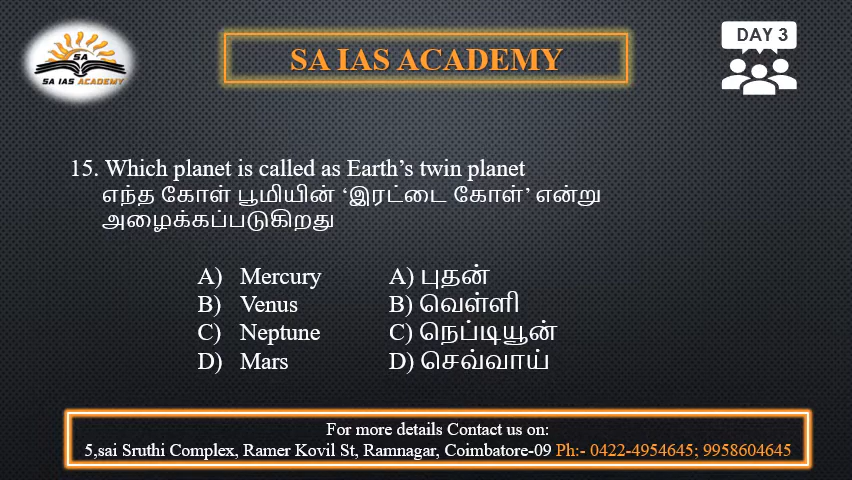 SA
SA IAS ACADEMY
SA IAS ACADEMY
DAY 3
15. Which planet is called as Earth’s twin planet
எந்த கோள் பூமியின் ‘இரட்டை கோள்’ என்று
அழைக்கப்படுகிறது
A) Mercury A) புதன்
B) Venus B) வெள்ளி
C) Neptune C) நெப்டியூன்
D) Mars D) செவ்வாய்
For more details Contact us on:
5,sai Sruthi Complex, Ramer Kovil St, Ramnagar, Coimbatore-09 Ph:- 0422-4954645; 9958604645